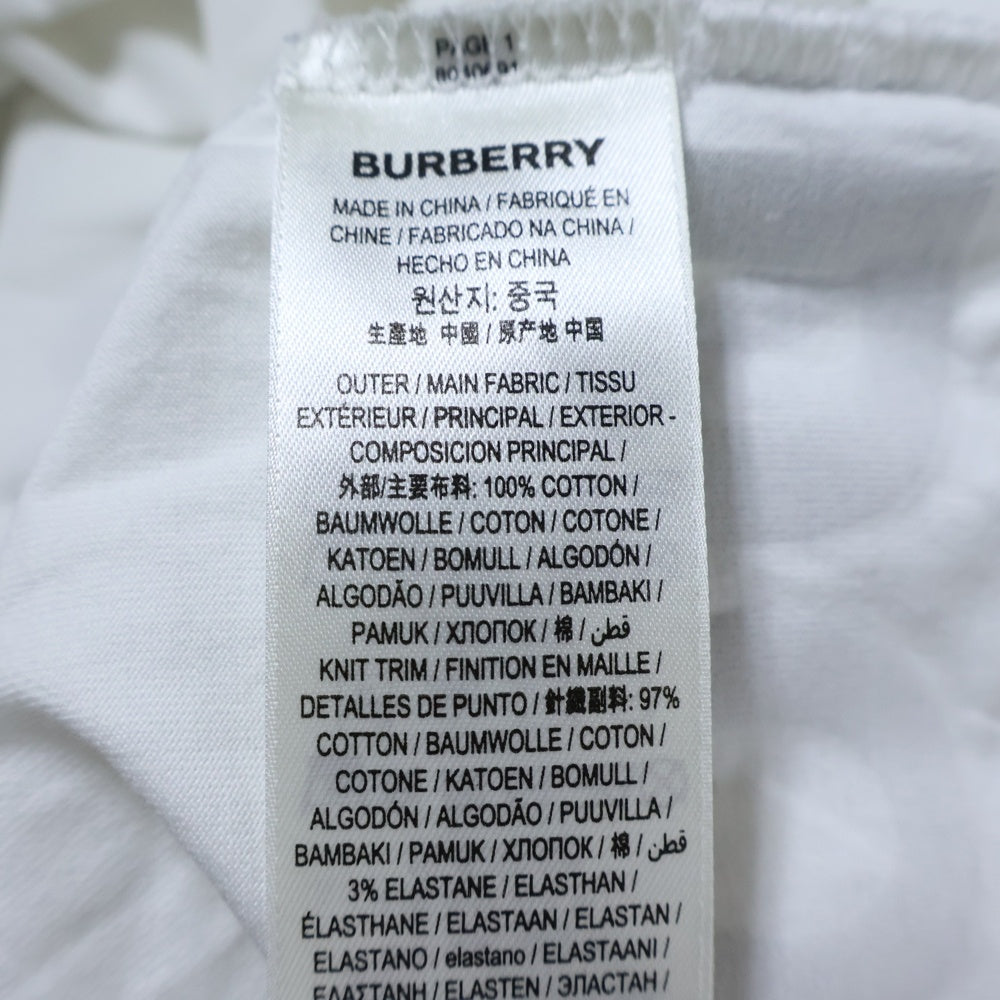 PAGE 1
BURBERRY
MADE IN CHINA / FABRIQUÉ EN
CHINE / FABRICADO NA CHINA /
HECHO EN CHINA
원산지: 중국
生產地 中國 / 原产地 中国
OUTER / MAIN FABRIC / TISSU
EXTÉRIEUR / PRINCIPAL / EXTERIOR -
COMPOSICION PRINCIPAL /
外部/主要布料: 100% COTTON /
BAUMWOLLE / COTON / COTONE /
KATOEN / BOMULL / ALGODÓN /
ALGODÃO / PUUVILLA / BAMBAKI /
PAMUK / ХЛОПОК / 棉 / قطن
KNIT TRIM / FINITION EN MAILLE /
DETALLES DE PUNTO / 針織副料: 97%
COTTON / BAUMWOLLE / COTON /
COTONE / KATOEN / BOMULL /
ALGODÓN / ALGODÃO / PUUVILLA /
BAMBAKI / PAMUK / ХЛОПОК / 棉 / قطن
3% ELASTANE / ELASTHAN /
ÉLASTHANE / ELASTAAN / ELASTAN /
ELASTANO / elastano / ELASTAANI /
ΕΛΑΣΤΑΝΗ / ELASTEN / ЭЛАСТАН /